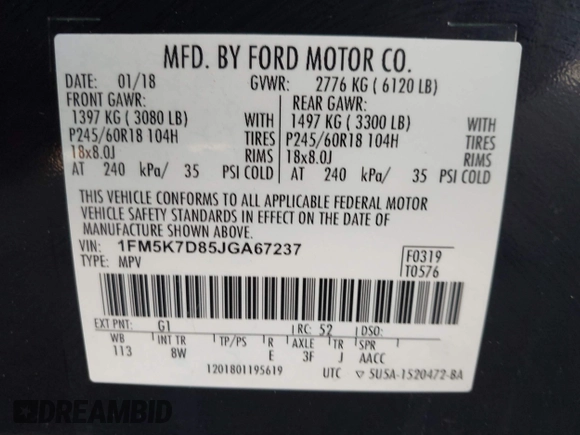 MFD. BY FORD MOTOR CO.
DATE: 01/18 GVWR: 2776 KG ( 6120 LB)
FRONT GAWR: REAR GAWR:
1397 KG ( 3080 LB) WITH 1497 KG ( 3300 LB) WITH
P245/60R18 104H TIRES P245/60R18 104H TIRES
18x8.0J RIMS 18x8.0J RIMS
AT 240 kPa/ 35 PSI COLD AT 240 kPa/ 35 PSI COLD
THIS VEHICLE CONFORMS TO ALL APPLICABLE FEDERAL MOTOR
VEHICLE SAFETY STANDARDS IN EFFECT ON THE DATE OF
MANUFACTURE SHOWN ABOVE.
VIN: 1FM5K7D85JGA67237 F0319
TYPE: MPV T0576
EXT PNT: G1 RC: 52 DSO:
WB INT TR TP/PS R AXLE TR SPR
113 8W E 3F J AACC
1201801195619 UTC ▽ 5U5A-1520472-BA
DREAMBID